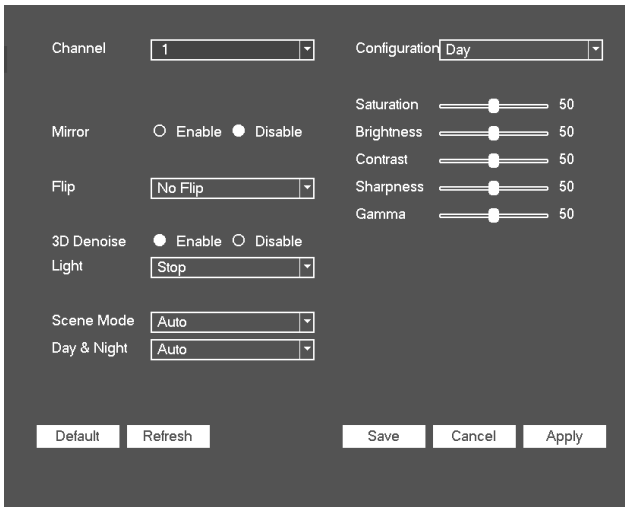 Channel 1 Configuration Day
Saturation 50
Mirror Enable Disable Brightness 50
Contrast 50
Flip No Flip Sharpness 50
Gamma 50
3D Denoise Enable Disable
Light Stop
Scene Mode Auto
Day & Night Auto
Default Refresh Save Cancel Apply